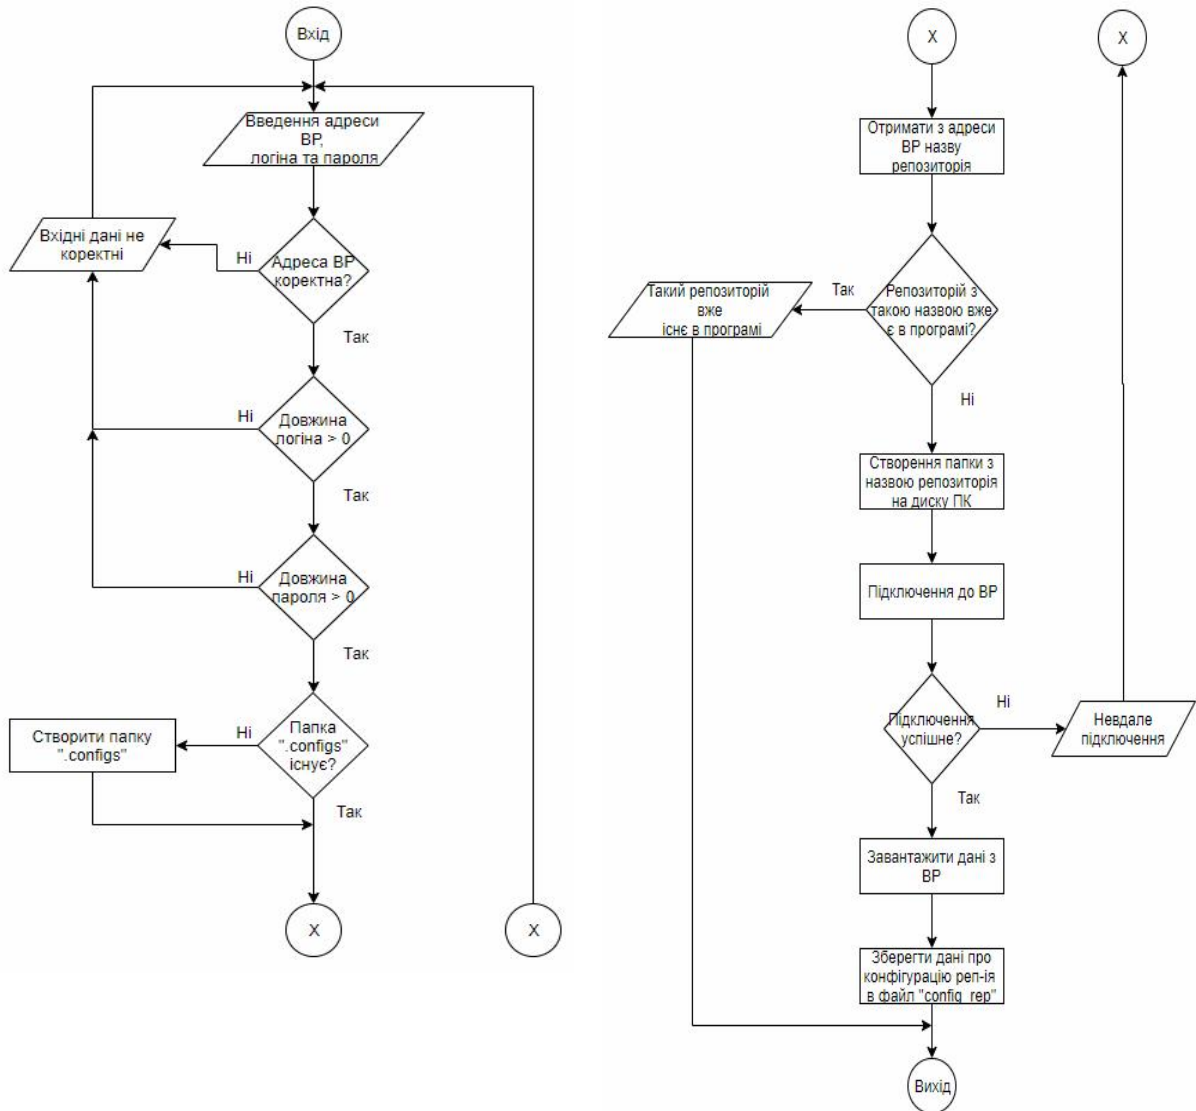 Вхід
Введення адреси
ВР,
логіна та пароля
Вхідні дані не
коректні
Ні
Адреса ВР
коректна?
Так
Ні
Довжина
логіна > 0
Так
Ні
Довжина
пароля > 0
Так
Створити папку
".configs"
Ні
Папка
".configs"
існує?
Так
X
X
X
X
Отримати з адреси
ВР назву
репозиторія
Такий репозиторій
вже
існє в програмі
Так
Репозиторій з
такою назвою вже
є в програмі?
Ні
Створення папки з
назвою репозиторія
на диску ПК
Підключення до ВР
Підключення
успішне?
Ні
Невдале
підключення
Так
Завантажити дані з
ВР
Зберегти дані про
конфігурацію реп-ія
в файл "config_rep"
Вихід